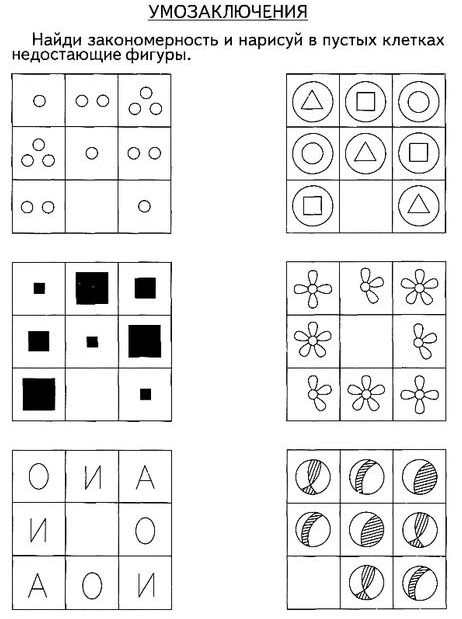 УМОЗАКЛЮЧЕНИЯ
Найди закономерность и нарисуй в пустых клетках
недостающие фигуры.
О И А
И О
А О И